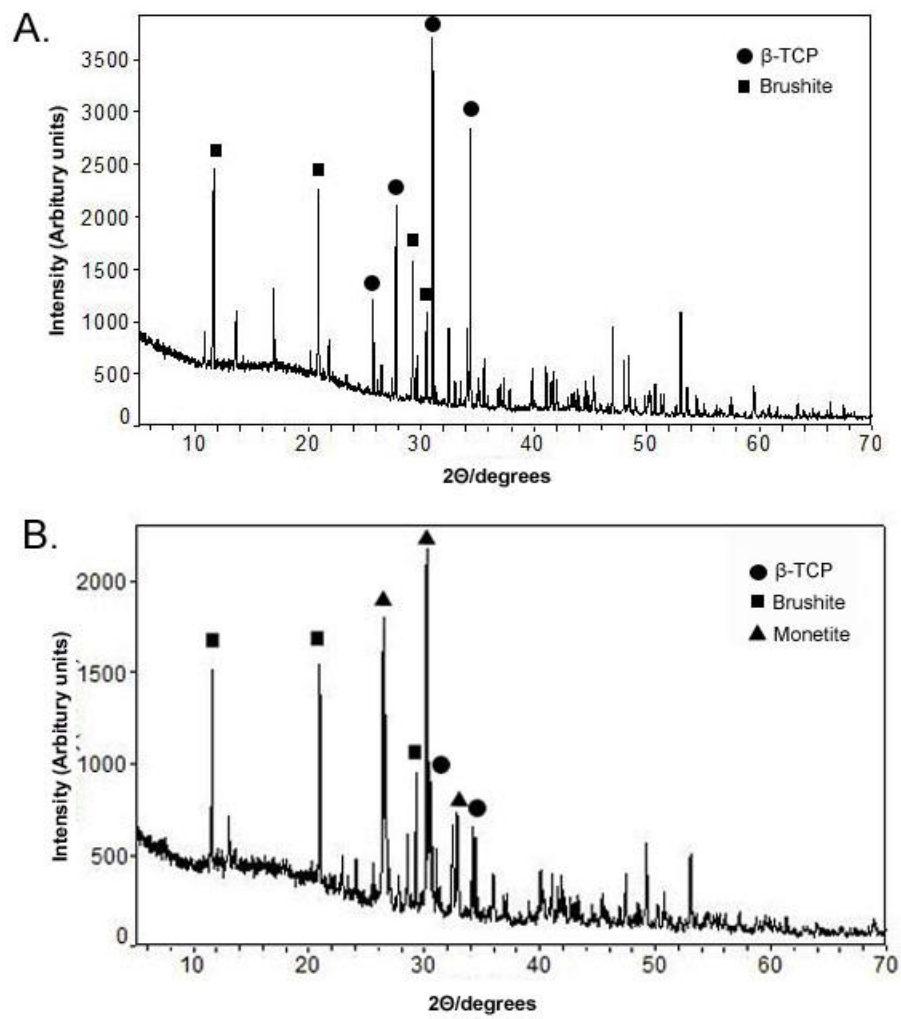 A.
Intensity (Arbitury units)
3500
3000
2500
2000
1500
1000
500
0
β-TCP
Brushite
10 20 30 40 50 60 70
2Θ/degrees
B.
Intensity (Arbitury units)
2000
1500
1000
500
0
β-TCP
Brushite
Monetite
10 20 30 40 50 60 70
2Θ/degrees